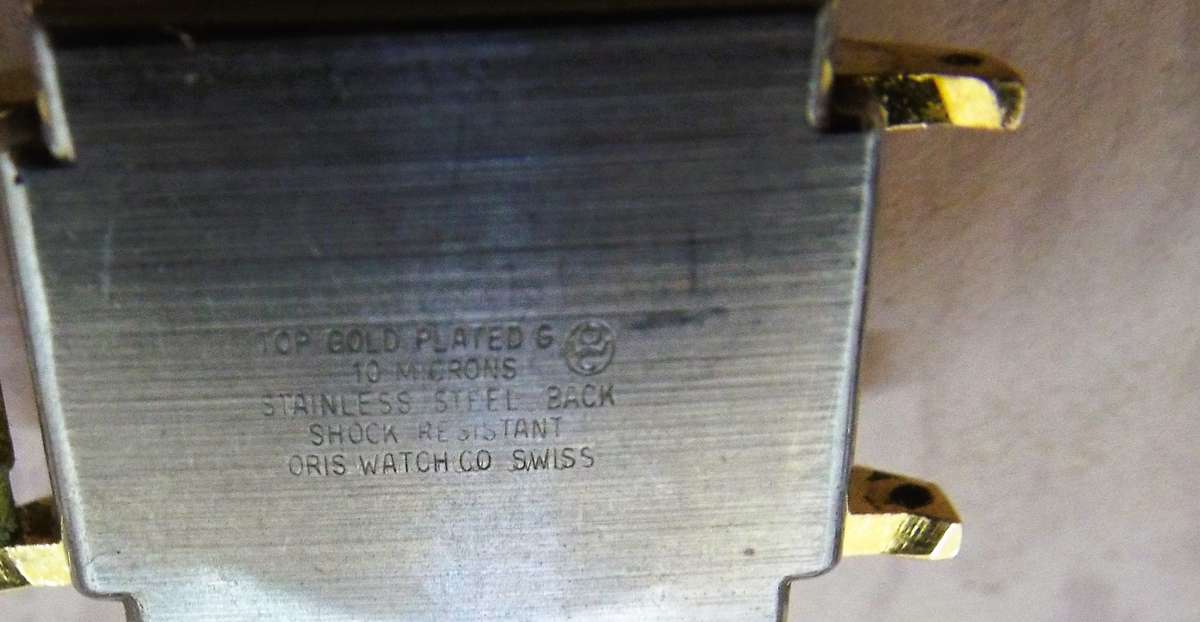 TOP GOLD PLATED G
10 MICRONS
STAINLESS STEEL BACK
SHOCK RESISTANT
ORIS WATCH CO SWISS